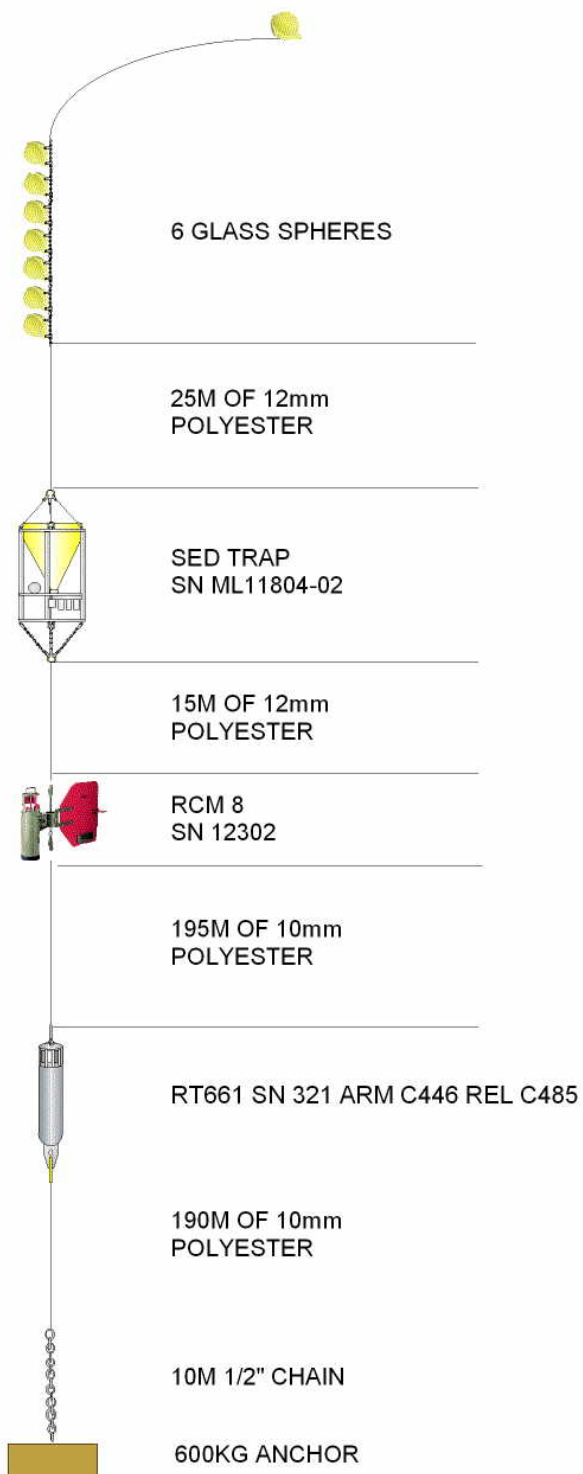 6 GLASS SPHERES
25M OF 12mm
POLYESTER
SED TRAP
SN ML11804-02
15M OF 12mm
POLYESTER
RCM 8
SN 12302
195M OF 10mm
POLYESTER
RT661 SN 321 ARM C446 REL C485
190M OF 10mm
POLYESTER
10M 1/2" CHAIN
600KG ANCHOR